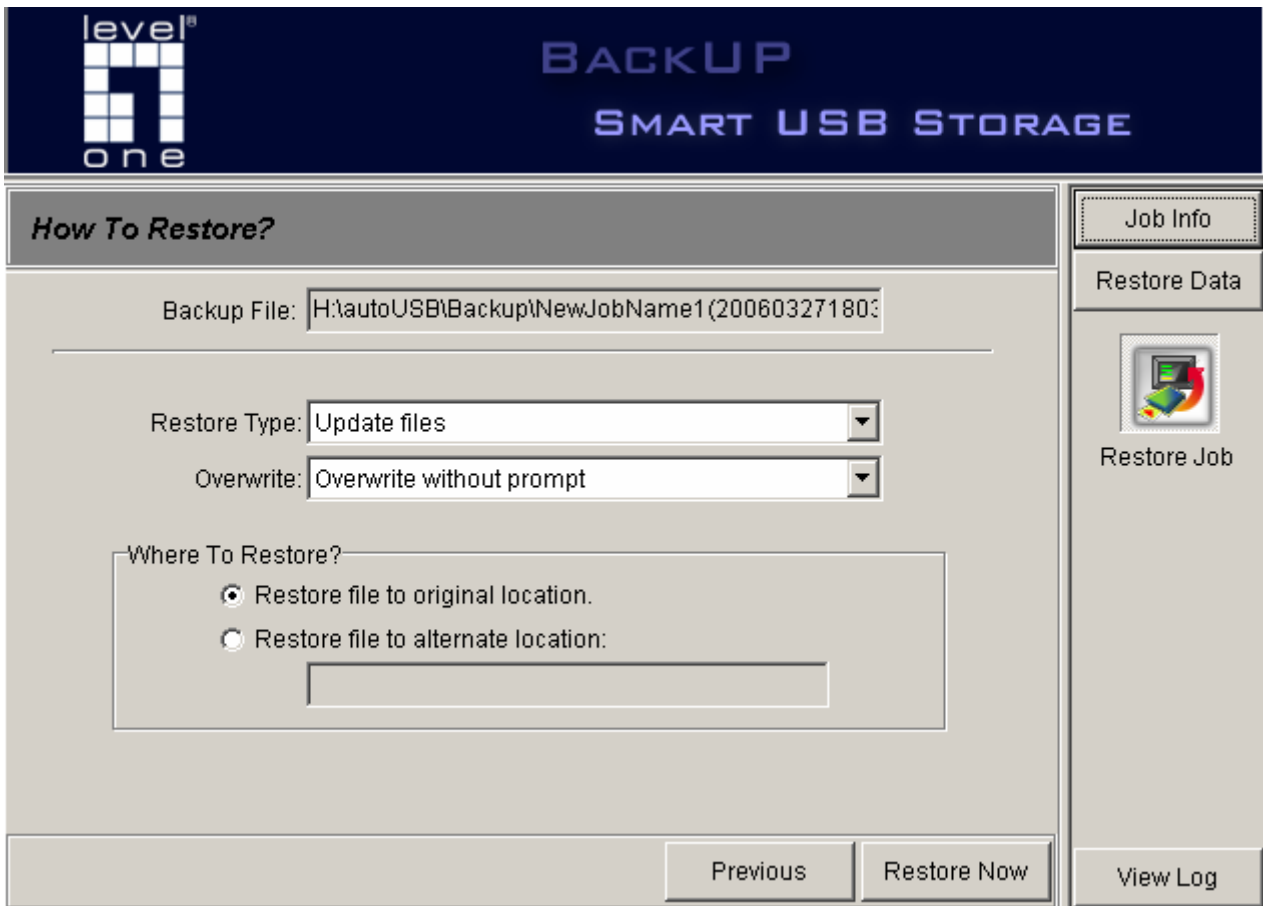 level®
one
BACKUP
SMART USB STORAGE
How To Restore?
Backup File: H:\autoUSB\Backup\NewJobName1(200603271803
Restore Type: Update files
Overwrite: Overwrite without prompt
Where To Restore?
Restore file to original location.
Restore file to alternate location:
Previous
Restore Now
Job Info
Restore Data
Restore Job
View Log